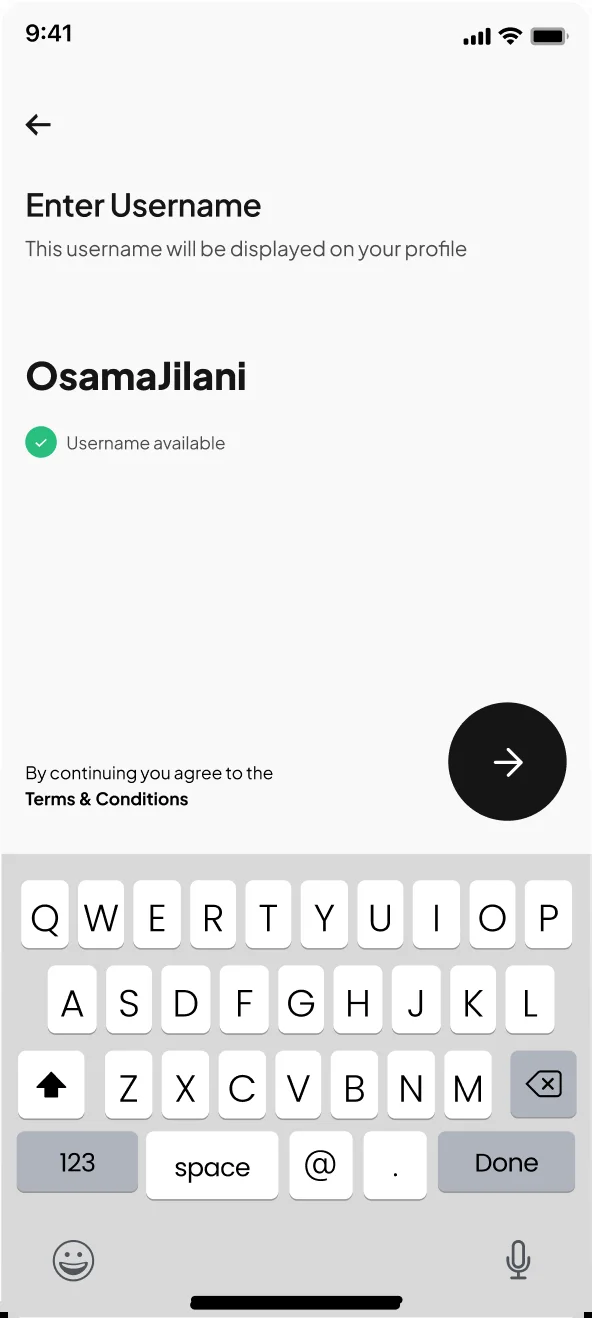 9:41
Enter Username
This username will be displayed on your profile
OsamaJilani
Username available
By continuing you agree to the
Terms & Conditions
Q W E R T Y U I O P
A S D F G H J K L
Z X C V B N M
123 space @ . Done